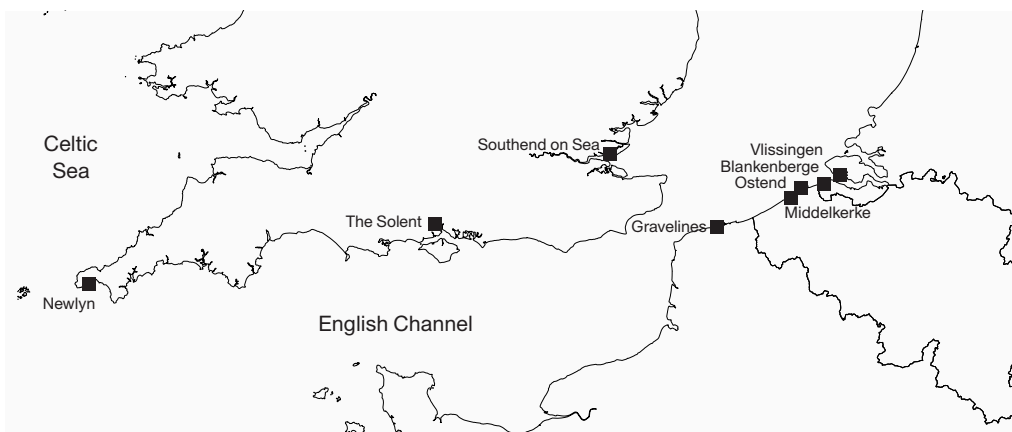 Celtic
Sea
Southend on Sea
Vlissingen
Blankenberge
Ostend
Middelkerke
The Solent
Gravelines
Newlyn
English Channel